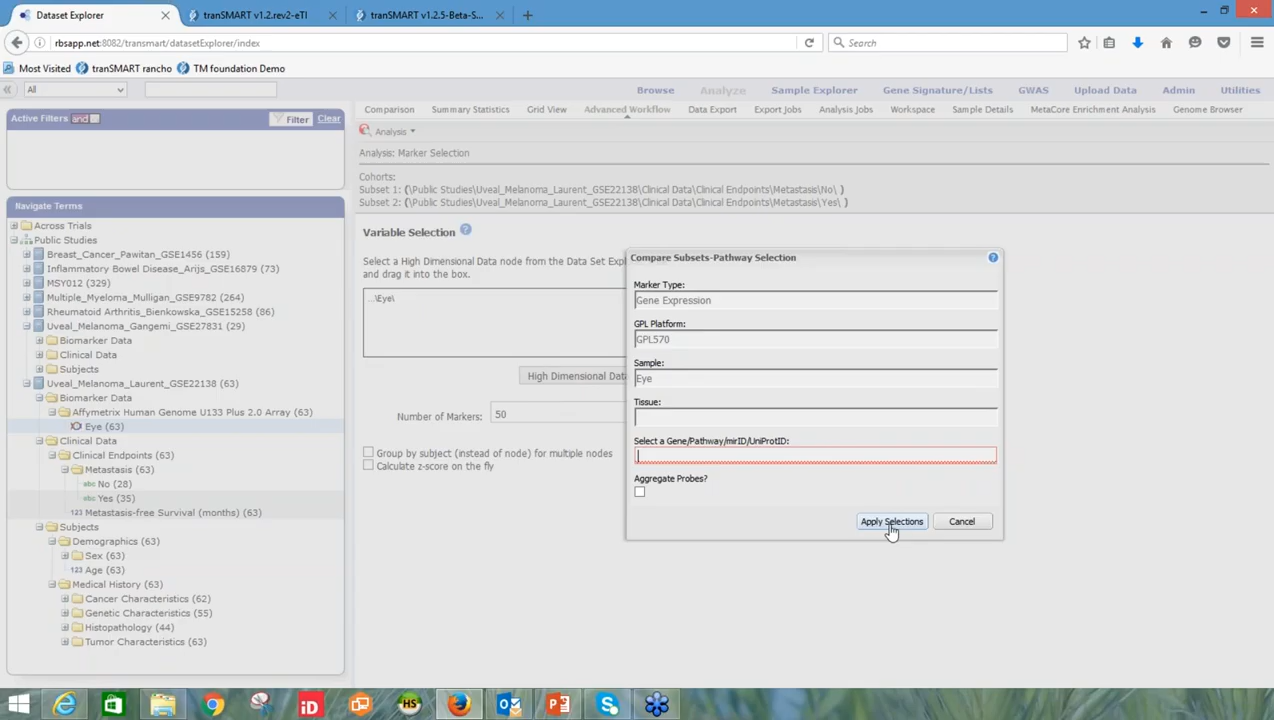 Dataset Explorer
tranSMART v1.2.rev2-eTI
tranSMART v1.2.5-Beta-S...
rbsapp.net:8082/transmart/datasetExplorer/index
Search
Most Visited
tranSMART rancho
TM foundation Demo
All
Browse
Analyze
Sample Explorer
Gene Signature/Lists
GWAS
Upload Data
Admin
Utilities
Active Filters
and
Filter
Clear
Comparison
Summary Statistics
Grid View
Advanced Workflow
Data Export
Export Jobs
Analysis Jobs
Workspace
Sample Details
MetaCore Enrichment Analysis
Genome Browser
Analysis
Analysis: Marker Selection
Cohorts:
Subset 1: (\Public Studies\Uveal_Melanoma_Laurent_GSE22138\Clinical Data\Clinical Endpoints\Metastasis\No\ )
Subset 2: (\Public Studies\Uveal_Melanoma_Laurent_GSE22138\Clinical Data\Clinical Endpoints\Metastasis\Yes\ )
Navigate Terms
Across Trials
Public Studies
Breast_Cancer_Pawitan_GSE1456 (159)
Inflammatory Bowel Disease_Arijs_GSE16879 (73)
MSY012 (329)
Multiple_Myeloma_Mulligan_GSE9782 (264)
Rheumatoid Arthritis_Bienkowska_GSE15258 (86)
Uveal_Melanoma_Gangemi_GSE27831 (29)
Biomarker Data
Clinical Data
Subjects
Uveal_Melanoma_Laurent_GSE22138 (63)
Biomarker Data
Affymetrix Human Genome U133 Plus 2.0 Array (63)
Eye (63)
Clinical Data
Clinical Endpoints (63)
Metastasis (63)
abc No (28)
abc Yes (35)
123 Metastasis-free Survival (months) (63)
Subjects
Demographics (63)
Sex (63)
123 Age (63)
Medical History (63)
Cancer Characteristics (62)
Genetic Characteristics (55)
Histopathology (44)
Tumor Characteristics (63)
Variable Selection
Select a High Dimensional Data node from the Data Set Expl
and drag it into the box.
...\Eye\
High Dimensional Data
Number of Markers:
50
Group by subject (instead of node) for multiple nodes
Calculate z-score on the fly
Compare Subsets-Pathway Selection
Marker Type:
Gene Expression
GPL Platform:
GPL570
Sample:
Eye
Tissue:
Select a Gene/Pathway/mirID/UniProtID:
Aggregate Probes?
Apply Selections
Cancel
iD
HS